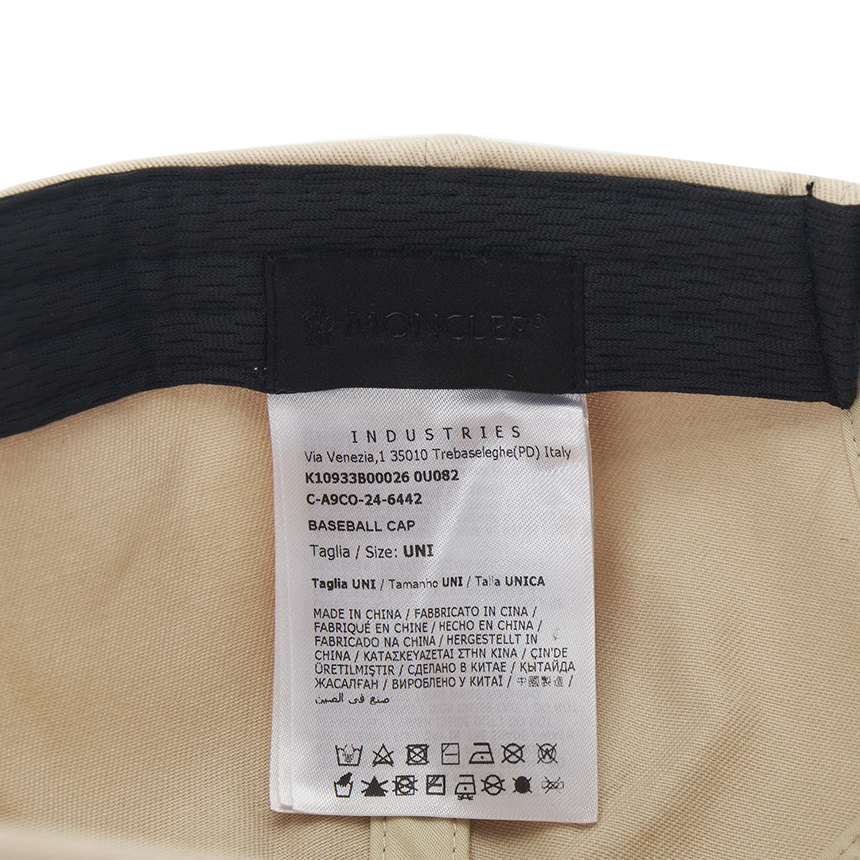 MONCLER®
INDUSTRIES
Via Venezia,1 35010 Trebaseleghe(PD) Italy
K10933B00026 0U082
C-A9CO-24-6442
BASEBALL CAP
Taglia / Size: UNI
Taglia UNI / Tamanho UNI / Talla UNICA
MADE IN CHINA / FABBRICATO IN CINA /
FABRIQUÉ EN CHINE / HECHO EN CHINA /
FABRICADO NA CHINA / HERGESTELLT IN
CHINA / ΚΑΤΑΣΚΕΥΑΖΕΤΑΙ ΣΤΗΝ ΚΙΝΑ / ÇIN'DE
ÜRETILMIŞTIR / СДЕЛАНО В КИТАЕ / ҚЫТАЙДА
ЖАСАЛҒАН / ВИРОБЛЕНО У КИТАЇ / 中國製造 /
صنع في الصين